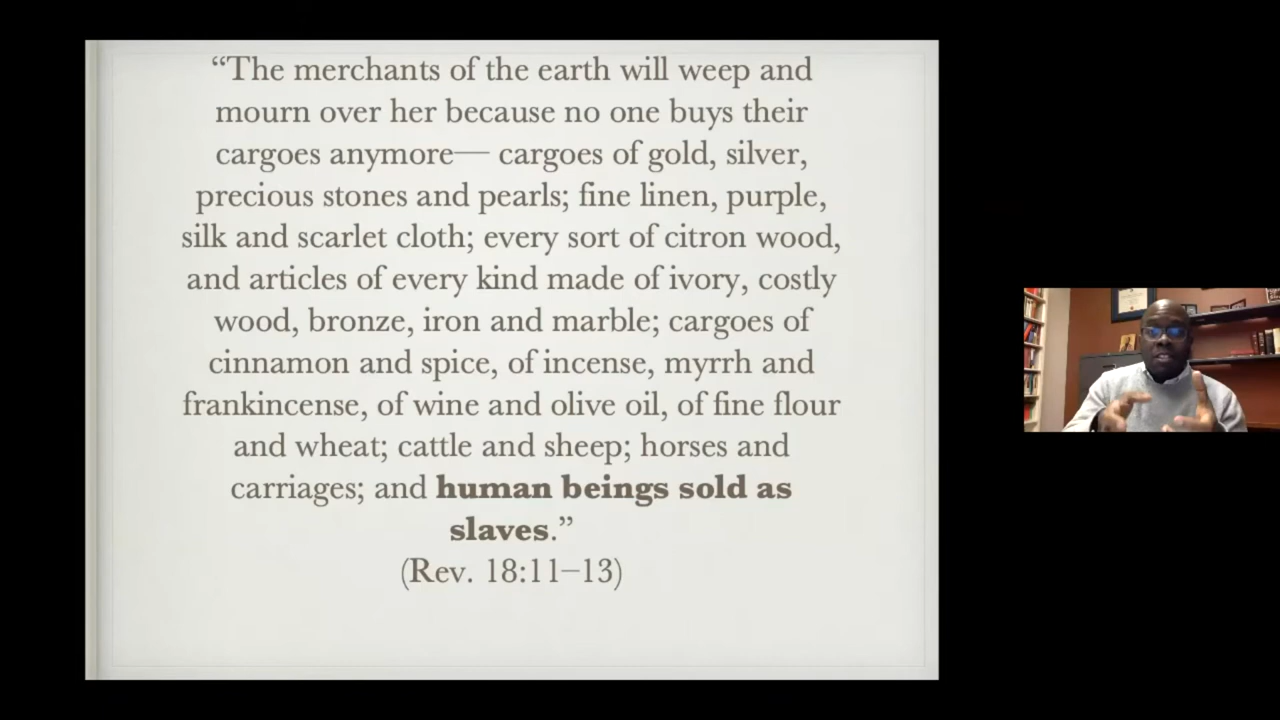 “The merchants of the earth will weep and
mourn over her because no one buys their
cargoes anymore— cargoes of gold, silver,
precious stones and pearls; fine linen, purple,
silk and scarlet cloth; every sort of citron wood,
and articles of every kind made of ivory, costly
wood, bronze, iron and marble; cargoes of
cinnamon and spice, of incense, myrrh and
frankincense, of wine and olive oil, of fine flour
and wheat; cattle and sheep; horses and
carriages; and human beings sold as
slaves.”
(Rev. 18:11–13)